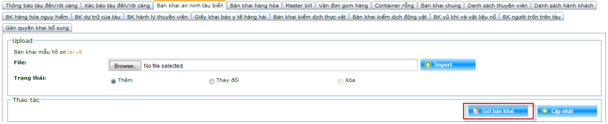 Thông báo tàu đến/rời cảng Xác báo tàu đến/rời cảng Bản khai an ninh tàu biển Bản khai hàng hóa Master bill Vận đơn gom hàng Container rỗng Bản khai chung Danh sách thuyền viên Danh sách hành khách
BK hàng hóa nguy hiểm BK dự trữ của tàu BK hành lý thuyền viên Giấy khai báo y tế hàng hải Bản khai kiểm dịch thực vật Bản khai kiểm dịch động vật BK vũ khí và vật liệu nổ BK người trốn trên tàu
Gán quyền khai bổ sung
Upload
Bản khai mẫu hồ sơ tải về
File: Browse.. No file selected. Import
Trạng thái: Thêm Thay đổi Xóa
Thao tác
Gửi bản khai Cập nhật